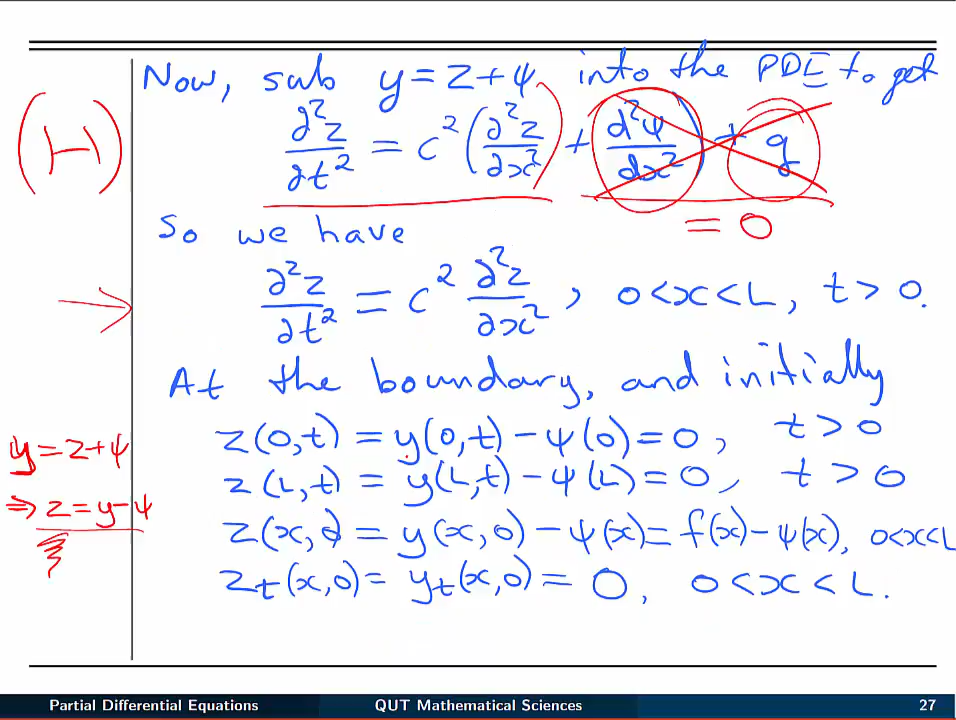 Now, sub y = z + ψ into the PDE to get
(H) ∂²z/∂t² = c² (∂²z/∂x² + d²ψ/dx²) + g
= 0
So we have
→ ∂²z/∂t² = c² ∂²z/∂x², 0<x<L, t>0.
At the boundary, and initially
z(0,t) = y(0,t) - ψ(0) = 0, t>0
y = z + ψ
z(L,t) = y(L,t) - ψ(L) = 0, t>0
⇒ z = y - ψ
z(x,0) = y(x,0) - ψ(x) = f(x) - ψ(x), 0<x<L
z_t(x,0) = y_t(x,0) = 0, 0<x<L.
Partial Differential Equations QUT Mathematical Sciences 27